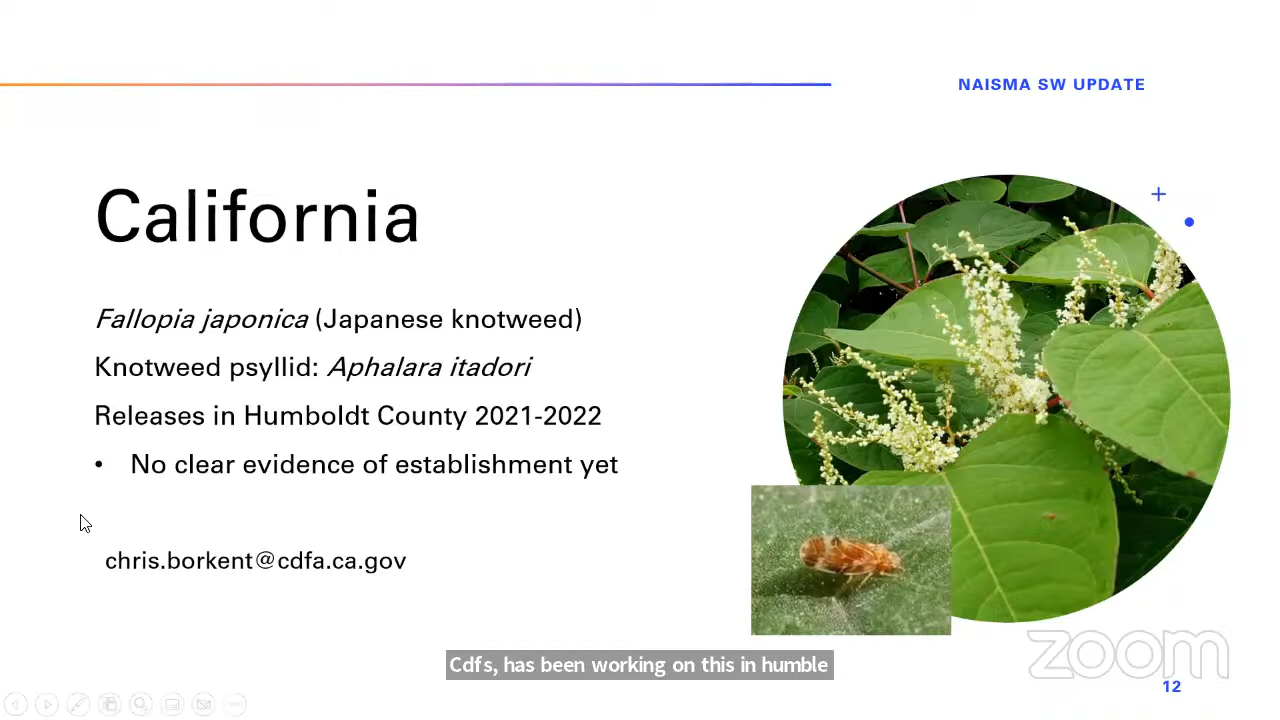 NAISMA SW UPDATE
California
Fallopia japonica (Japanese knotweed)
Knotweed psyllid: Aphalara itadori
Releases in Humboldt County 2021-2022
• No clear evidence of establishment yet
chris.borkent@cdfa.ca.gov
Cdfs, has been working on this in humble
zoom
12